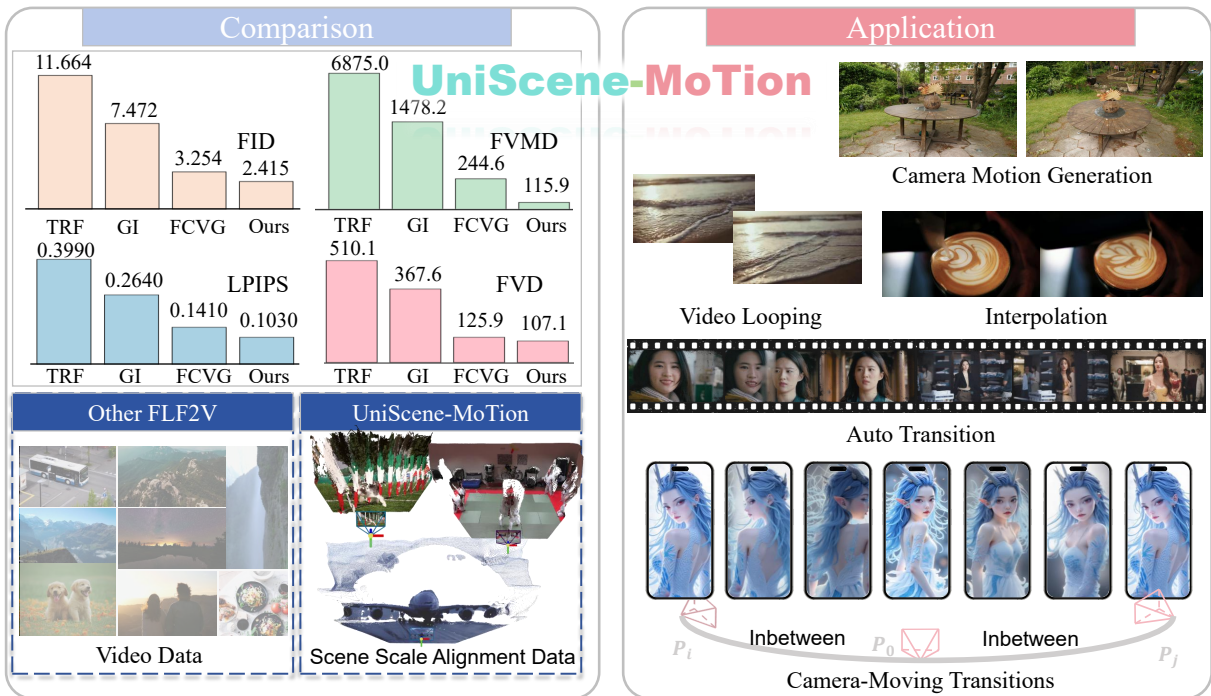 Comparison
Application
UniScene-MoTion
11.664
7.472
3.254
2.415
FID
TRF GI FCVG Ours
6875.0
1478.2
244.6
115.9
FVMD
TRF GI FCVG Ours
0.3990
0.2640
0.1410
0.1030
LPIPS
TRF GI FCVG Ours
510.1
367.6
125.9
107.1
FVD
TRF GI FCVG Ours
Other FLF2V
Video Data
UniScene-MoTion
Scene Scale Alignment Data
Camera Motion Generation
Video Looping
Interpolation
Auto Transition
P_i
Inbetween
P_0
Inbetween
P_j
Camera-Moving Transitions